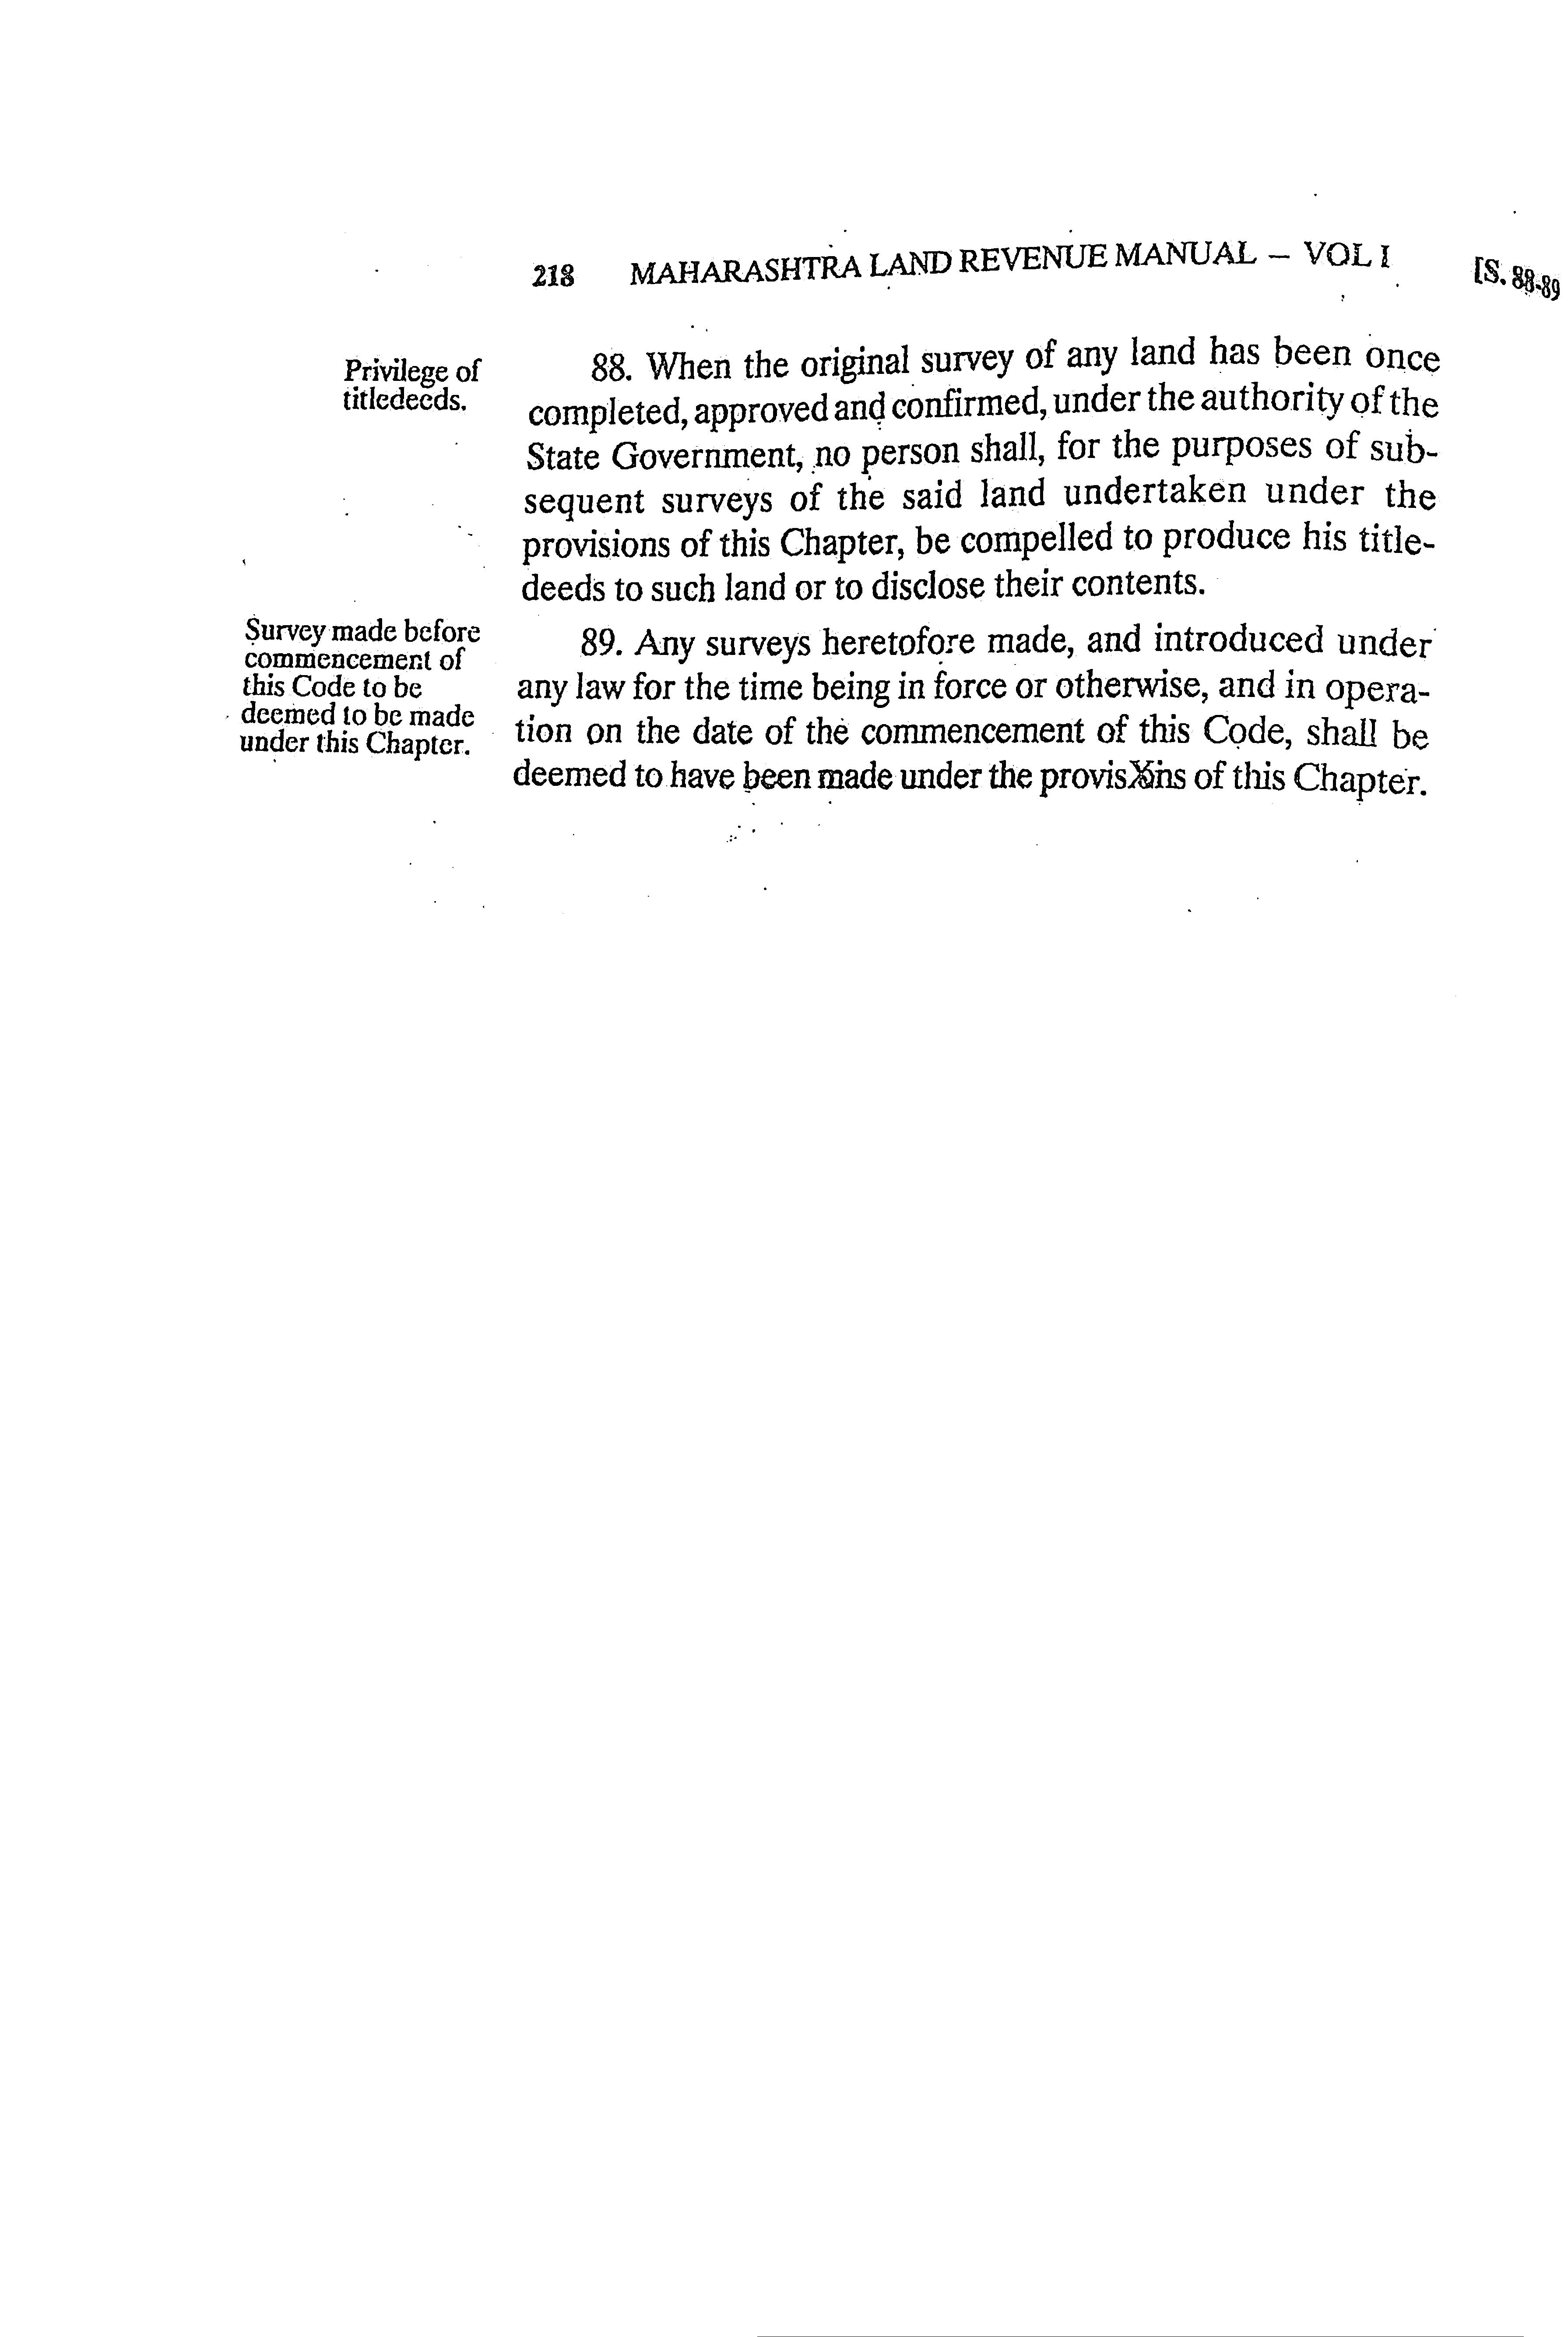 218 MAHARASHTRA LAND REVENUE MANUAL – VOL I [S. 88-89
Privilege of
titledeeds.
88. When the original survey of any land has been once
completed, approved and confirmed, under the authority of the
State Government, no person shall, for the purposes of sub-
sequent surveys of the said land undertaken under the
provisions of this Chapter, be compelled to produce his title-
deeds to such land or to disclose their contents.
Survey made before
commencement of
this Code to be
deemed to be made
under this Chapter.
89. Any surveys heretofore made, and introduced under
any law for the time being in force or otherwise, and in opera-
tion on the date of the commencement of this Code, shall be
deemed to have been made under the of this Chapter.